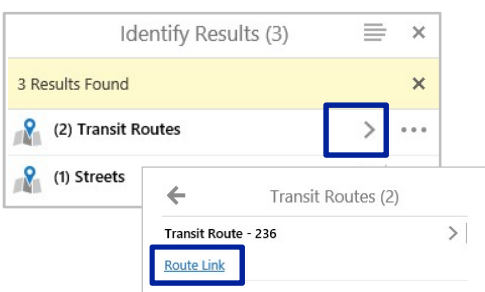 Identify Results (3)
3 Results Found
(2) Transit Routes
(1) Streets
Transit Routes (2)
Transit Route - 236
Route Link